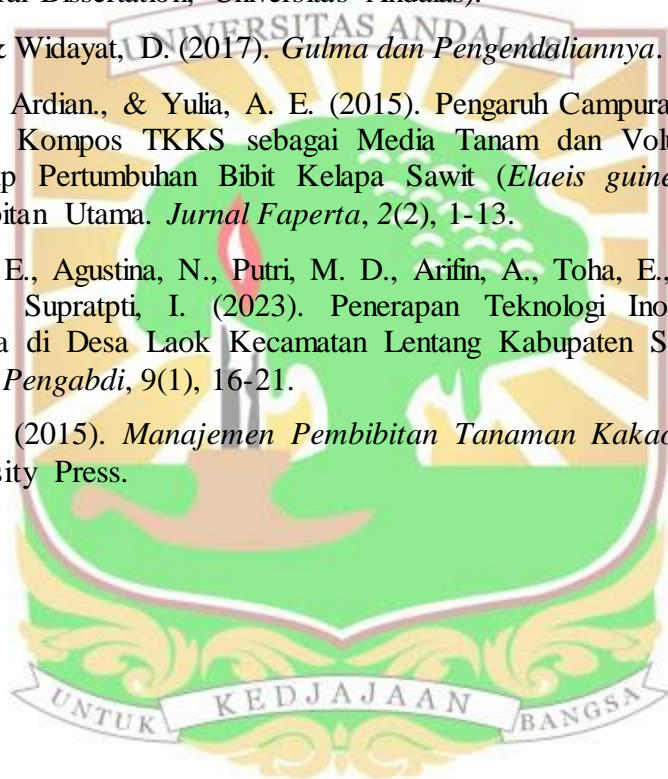 ral Dissertation, Universitas Andalas).
UNIVERSITAS ANDALAS
& Widayat, D. (2017). Gulma dan Pengendaliannya.
Ardian., & Yulia, A. E. (2015). Pengaruh Campura
Kompos TKKS sebagai Media Tanam dan Volu
p Pertumbuhan Bibit Kelapa Sawit (Elaeis guine
bitan Utama. Jurnal Faperta, 2(2), 1-13.
E., Agustina, N., Putri, M. D., Arifin, A., Toha, E.,
Supratpti, I. (2023). Penerapan Teknologi Ino
a di Desa Laok Kecamatan Lentang Kabupaten S
Pengabdi, 9(1), 16-21.
(2015). Manajemen Pembibitan Tanaman Kakao
sity Press.
UNTUK KEDJAJAAN BANGSA